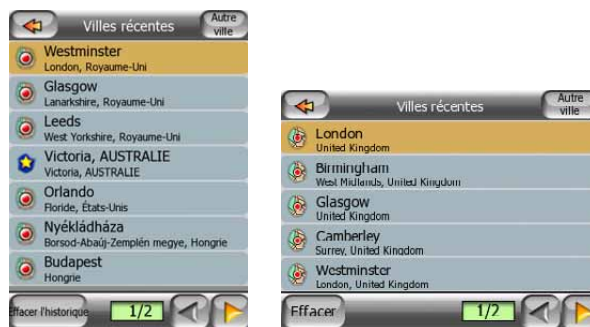 Villes récentes
Autre
ville
Westminster
London, Royaume-Uni
Glasgow
Lanarkshire, Royaume-Uni
Leeds
West Yorkshire, Royaume-Uni
Victoria, AUSTRALIE
Victoria, AUSTRALIE
Orlando
Floride, États-Unis
Nyékládháza
Borsod-Abaúj-Zemplén megye, Hongrie
Budapest
Hongrie
Effacer l'historique
1/2
Villes récentes
Autre
ville
London
United Kingdom
Birmingham
West Midlands, United Kingdom
Glasgow
United Kingdom
Camberley
Surrey, United Kingdom
Westminster
London, United Kingdom
Effacer
1/2